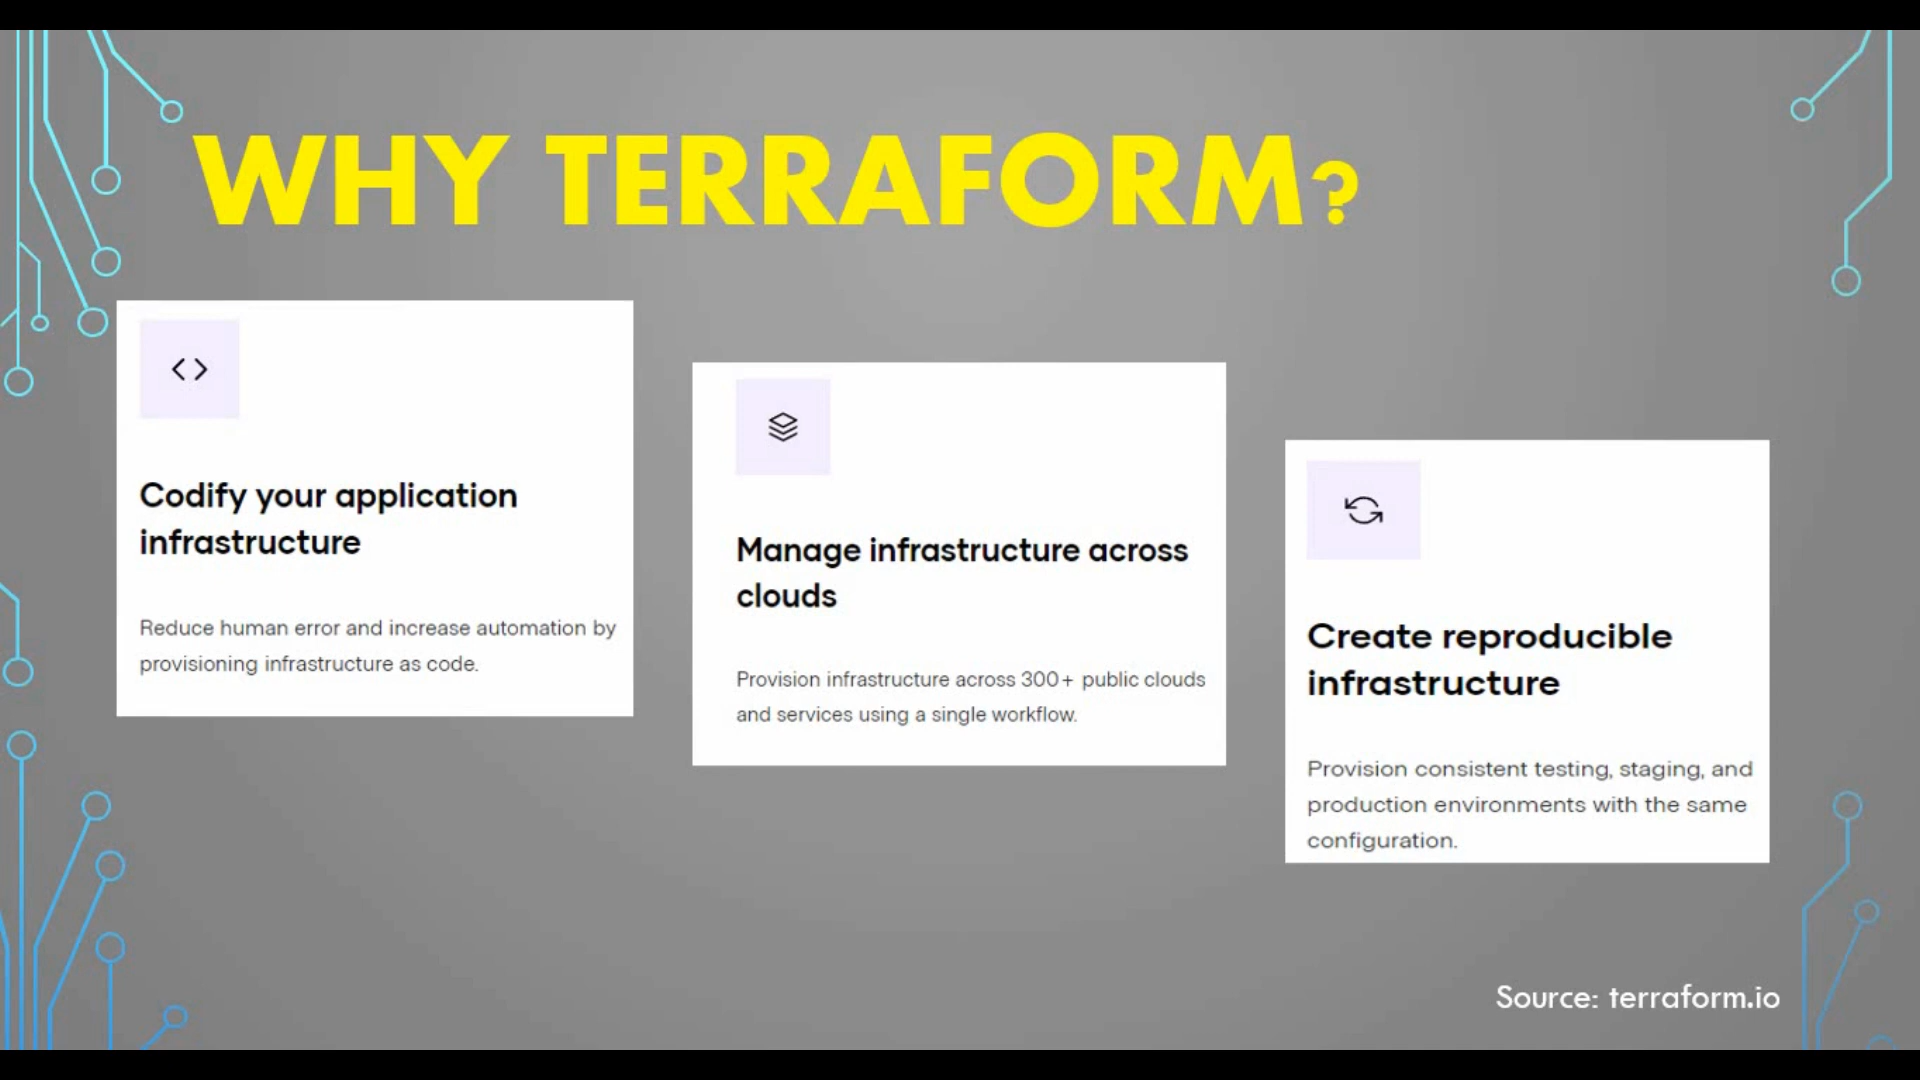 WHY TERRAFORM?
Codify your application
infrastructure
Reduce human error and increase automation by
provisioning infrastructure as code.
Manage infrastructure across
clouds
Provision infrastructure across 300+ public clouds
and services using a single workflow.
Create reproducible
infrastructure
Provision consistent testing, staging, and
production environments with the same
configuration.
Source: terraform.io